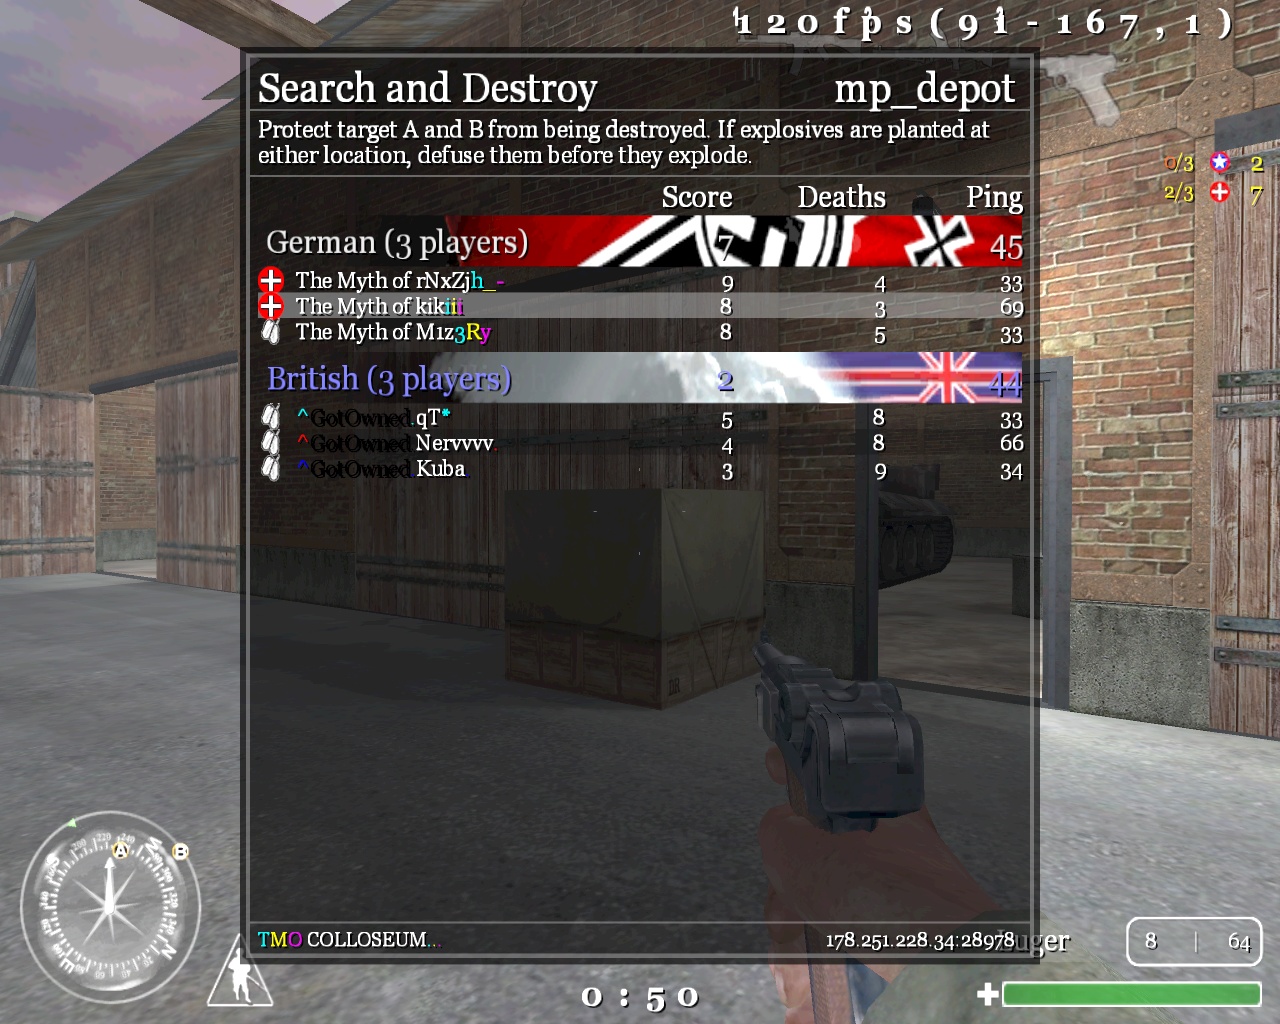 120fps(91-167,1)
Search and Destroy mp_depot
Protect target A and B from being destroyed. If explosives are planted at
either location, defuse them before they explode.
0/3 2
2/3 7
Score Deaths Ping
German (3 players) 7 45
The Myth of rNxZjh_- 9 4 33
The Myth of kikiii 8 3 69
The Myth of M1z3Ry 8 5 33
British (3 players) 2 44
^GotOwned.qT* 5 8 33
^GotOwned.Nervvvv. 4 8 66
^GotOwned.Kuba. 3 9 34
A B
TMO COLLOSEUM... 178.251.228.34:28978 Luger
8 | 64
0:50